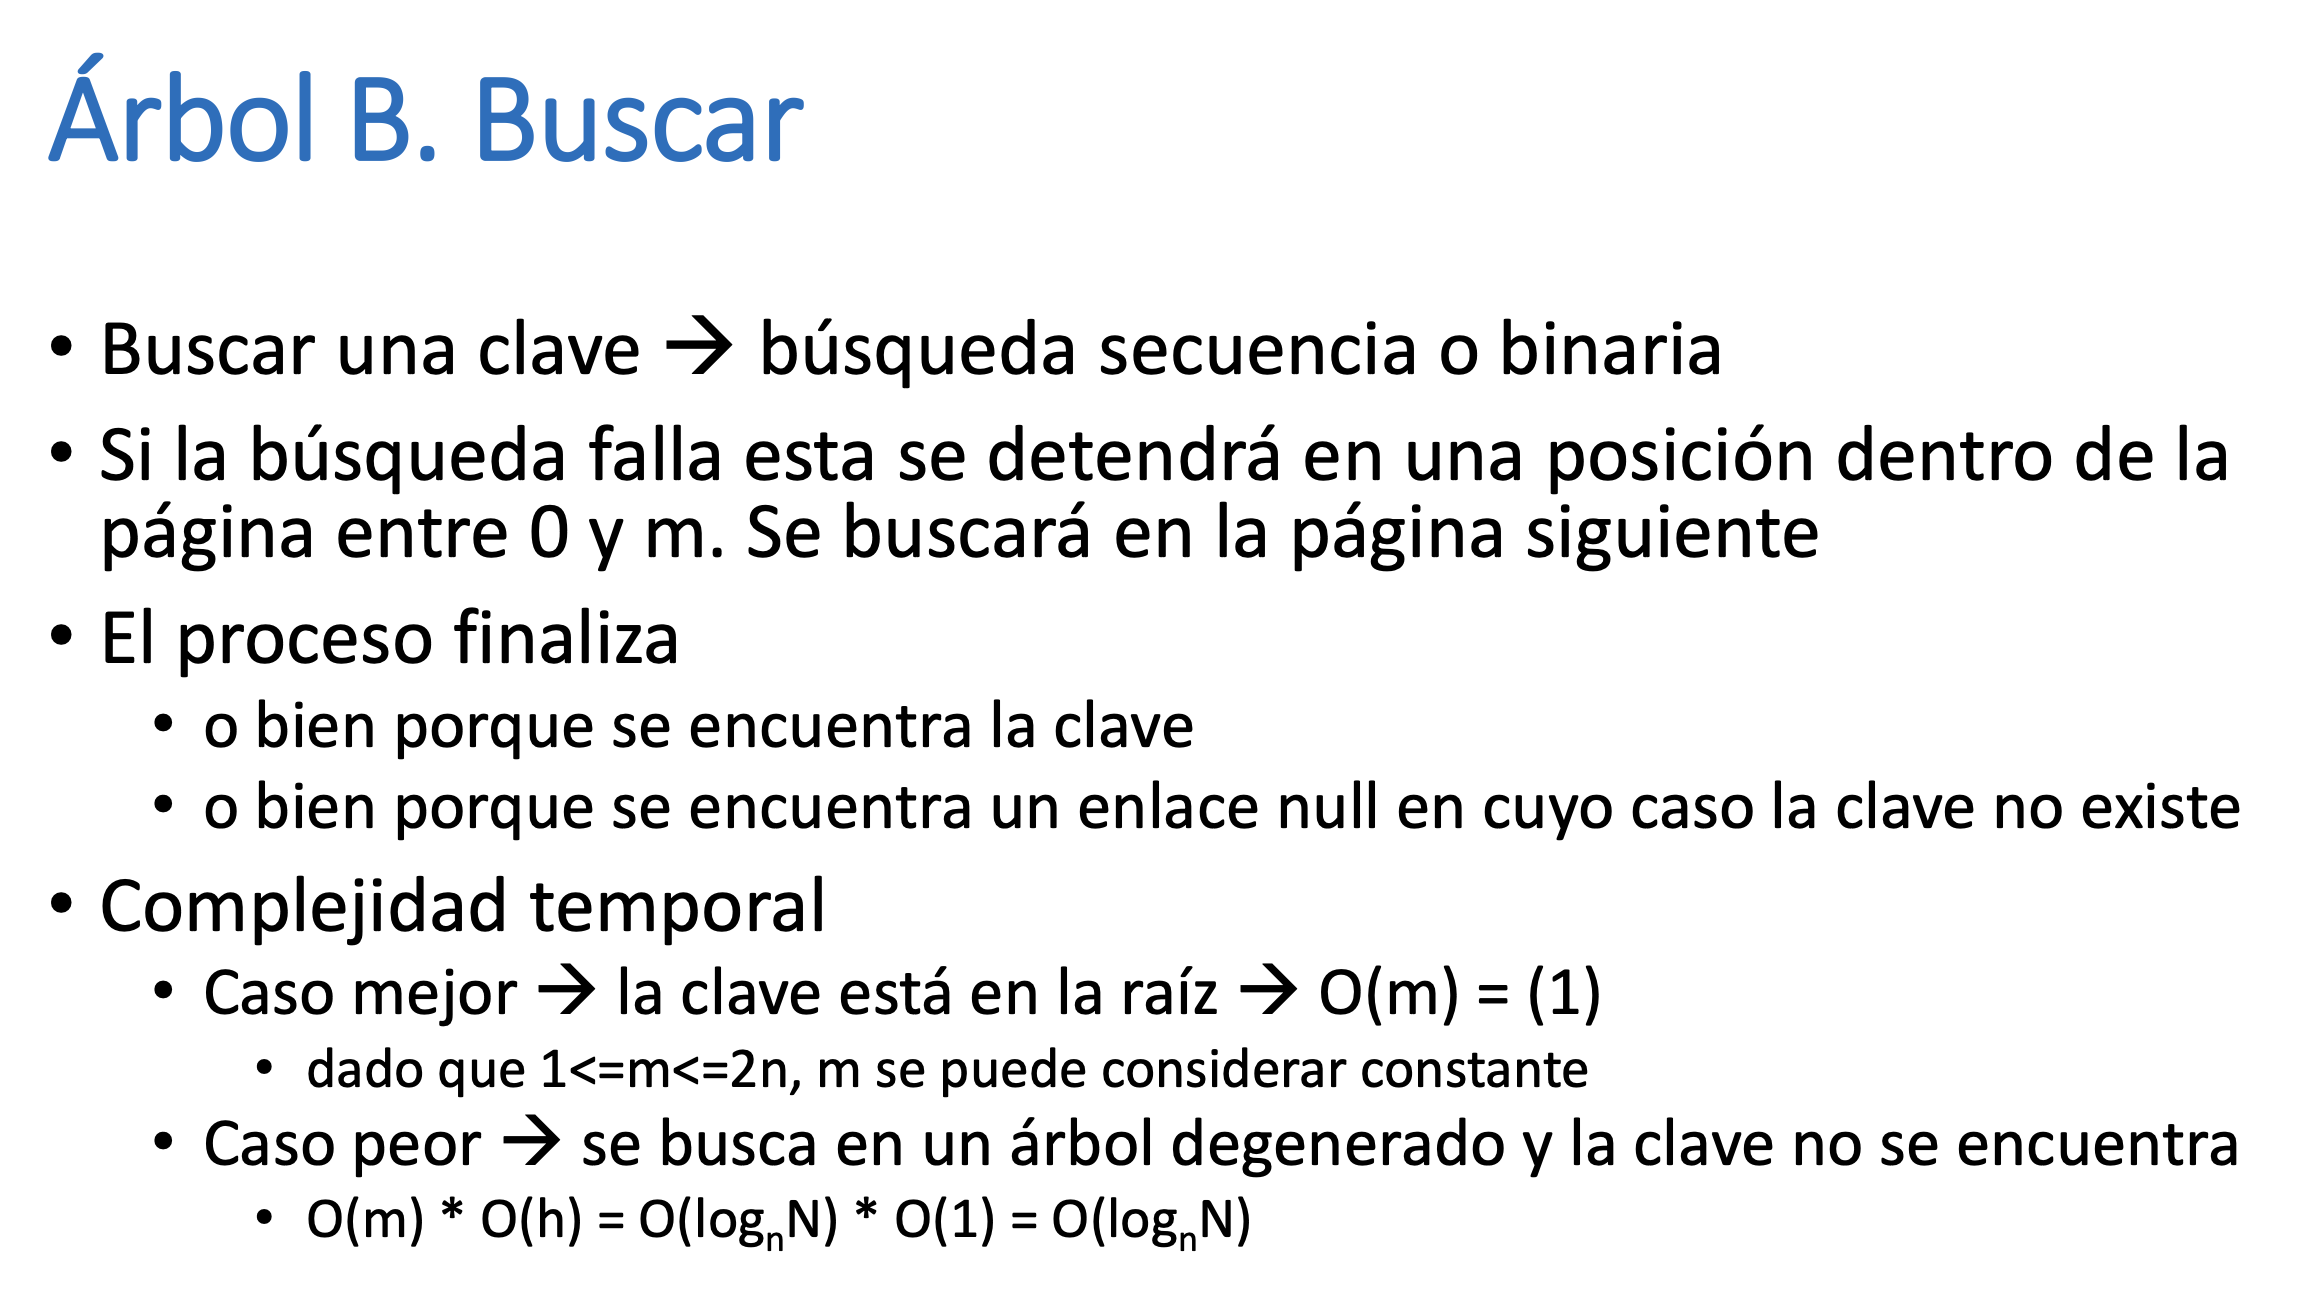 Árbol B. Buscar
• Buscar una clave → búsqueda secuencia o binaria
• Si la búsqueda falla esta se detendrá en una posición dentro de la
página entre 0 y m. Se buscará en la página siguiente
• El proceso finaliza
• o bien porque se encuentra la clave
• o bien porque se encuentra un enlace null en cuyo caso la clave no existe
• Complejidad temporal
• Caso mejor → la clave está en la raíz → O(m) = (1)
• dado que 1<=m<=2n, m se puede considerar constante
• Caso peor → se busca en un árbol degenerado y la clave no se encuentra
• O(m) * O(h) = O(logₙN) * O(1) = O(logₙN)